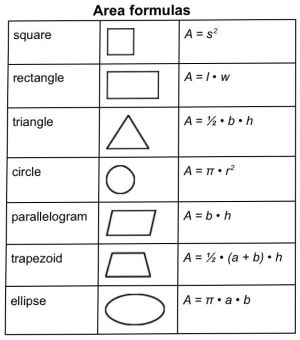 Area formulas
square A = s²
rectangle A = l • w
triangle A = ½ • b • h
circle A = π • r²
parallelogram A = b • h
trapezoid A = ½ • (a + b) • h
ellipse A = π • a • b